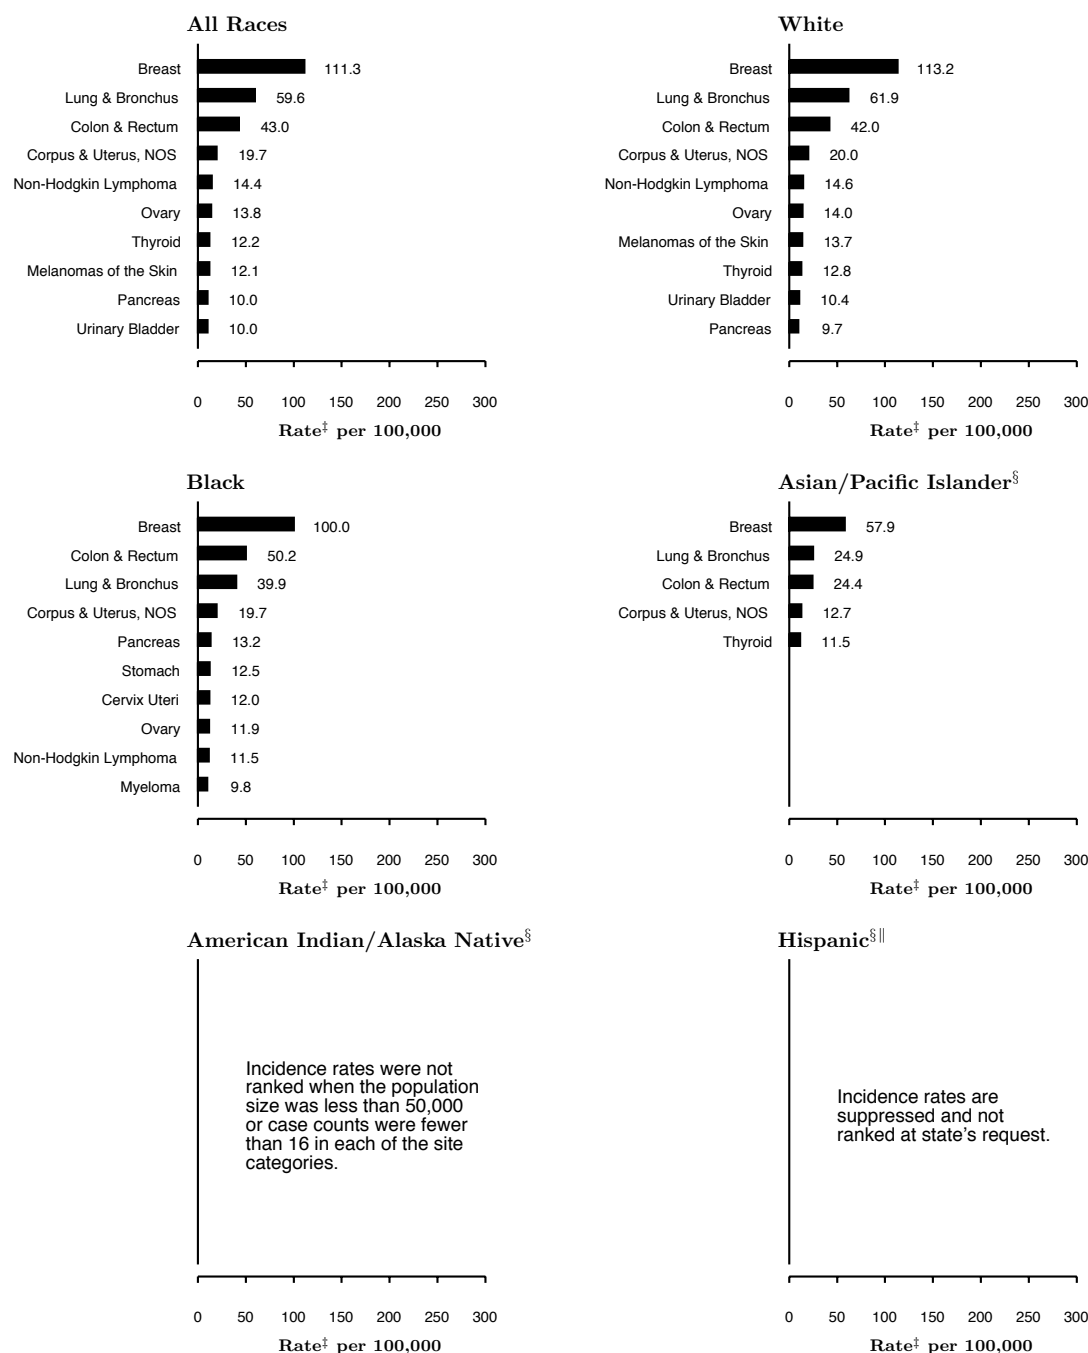 All Races
Breast 111.3
Lung & Bronchus 59.6
Colon & Rectum 43.0
Corpus & Uterus, NOS 19.7
Non-Hodgkin Lymphoma 14.4
Ovary 13.8
Thyroid 12.2
Melanomas of the Skin 12.1
Pancreas 10.0
Urinary Bladder 10.0
0 50 100 150 200 250 300
Rate‡ per 100,000
White
Breast 113.2
Lung & Bronchus 61.9
Colon & Rectum 42.0
Corpus & Uterus, NOS 20.0
Non-Hodgkin Lymphoma 14.6
Ovary 14.0
Melanomas of the Skin 13.7
Thyroid 12.8
Urinary Bladder 10.4
Pancreas 9.7
0 50 100 150 200 250 300
Rate‡ per 100,000
Black
Breast 100.0
Colon & Rectum 50.2
Lung & Bronchus 39.9
Corpus & Uterus, NOS 19.7
Pancreas 13.2
Stomach 12.5
Cervix Uteri 12.0
Ovary 11.9
Non-Hodgkin Lymphoma 11.5
Myeloma 9.8
0 50 100 150 200 250 300
Rate‡ per 100,000
Asian/Pacific Islander§
Breast 57.9
Lung & Bronchus 24.9
Colon & Rectum 24.4
Corpus & Uterus, NOS 12.7
Thyroid 11.5
0 50 100 150 200 250 300
Rate‡ per 100,000
American Indian/Alaska Native§
Incidence rates were not
ranked when the population
size was less than 50,000
or case counts were fewer
than 16 in each of the site
categories.
0 50 100 150 200 250 300
Rate‡ per 100,000
Hispanic§‖
Incidence rates are
suppressed and not
ranked at state's request.
0 50 100 150 200 250 300
Rate‡ per 100,000